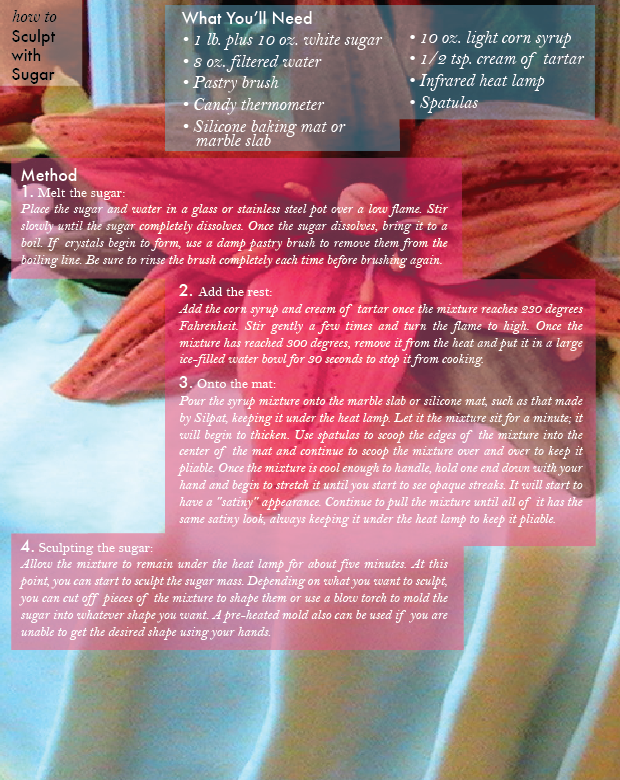 how to
Sculpt
with
Sugar
What You'll Need
• 1 lb. plus 10 oz. white sugar
• 8 oz. filtered water
• Pastry brush
• Candy thermometer
• Silicone baking mat or
marble slab
• 10 oz. light corn syrup
• 1/2 tsp. cream of tartar
• Infrared heat lamp
• Spatulas
Method
1. Melt the sugar:
Place the sugar and water in a glass or stainless steel pot over a low flame. Stir
slowly until the sugar completely dissolves. Once the sugar dissolves, bring it to a
boil. If crystals begin to form, use a damp pastry brush to remove them from the
boiling line. Be sure to rinse the brush completely each time before brushing again.
2. Add the rest:
Add the corn syrup and cream of tartar once the mixture reaches 230 degrees
Fahrenheit. Stir gently a few times and turn the flame to high. Once the
mixture has reached 300 degrees, remove it from the heat and put it in a large
ice-filled water bowl for 30 seconds to stop it from cooking.
3. Onto the mat:
Pour the syrup mixture onto the marble slab or silicone mat, such as that made
by Silpat, keeping it under the heat lamp. Let it the mixture sit for a minute; it
will begin to thicken. Use spatulas to scoop the edges of the mixture into the
center of the mat and continue to scoop the mixture over and over to keep it
pliable. Once the mixture is cool enough to handle, hold one end down with your
hand and begin to stretch it until you start to see opaque streaks. It will start to
have a "satiny" appearance. Continue to pull the mixture until all of it has the
same satiny look, always keeping it under the heat lamp to keep it pliable.
4. Sculpting the sugar:
Allow the mixture to remain under the heat lamp for about five minutes. At this
point, you can start to sculpt the sugar mass. Depending on what you want to sculpt,
you can cut off pieces of the mixture to shape them or use a blow torch to mold the
sugar into whatever shape you want. A pre-heated mold also can be used if you are
unable to get the desired shape using your hands.